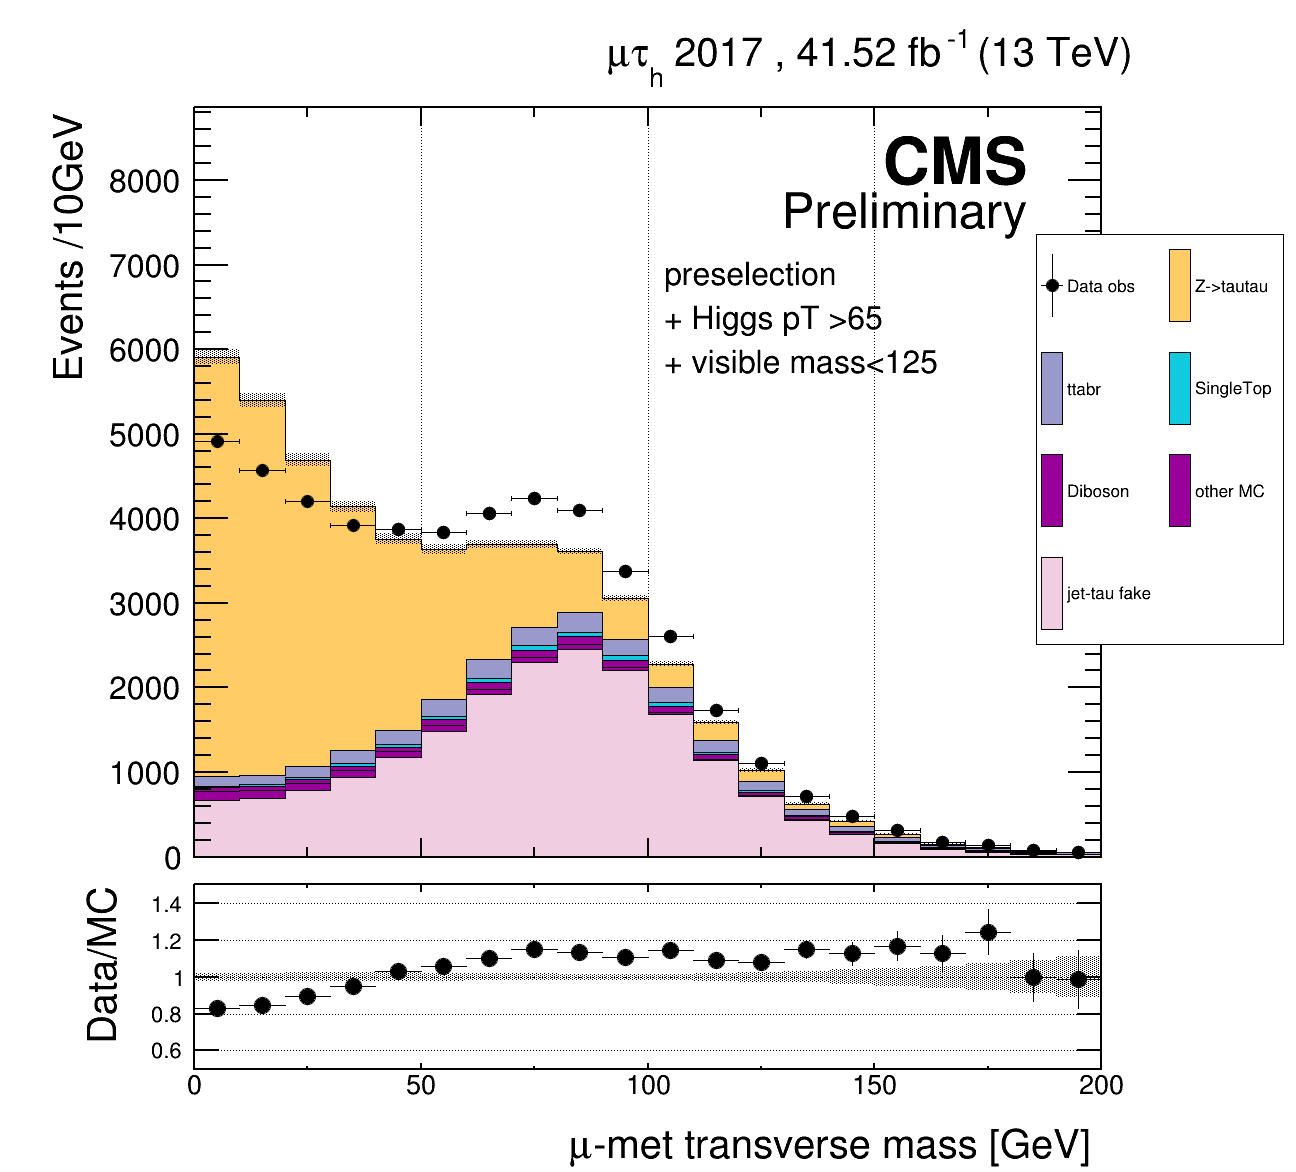 μτh 2017 , 41.52 fb-1 (13 TeV)
Events /10GeV
8000
7000
6000
5000
4000
3000
2000
1000
0
CMS
Preliminary
preselection
+ Higgs pT >65
+ visible mass<125
Data obs
Z->tautau
ttabr
SingleTop
Diboson
other MC
jet-tau fake
Data/MC
1.4
1.2
1
0.8
0.6
0 50 100 150 200
μ-met transverse mass [GeV]